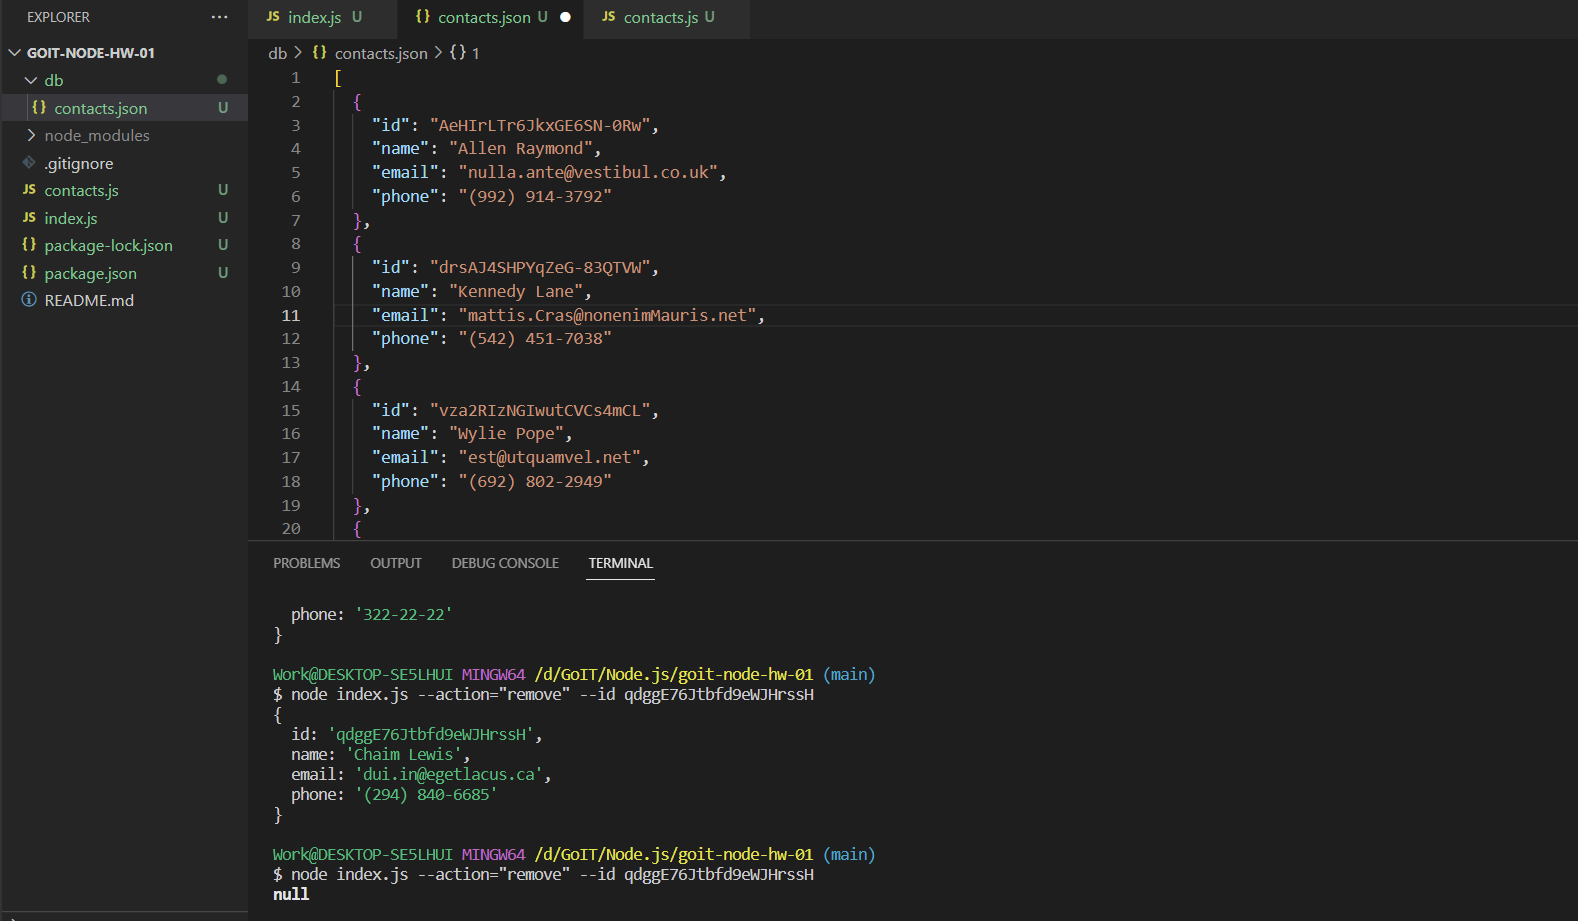 EXPLORER ...
GOIT-NODE-HW-01
db
{} contacts.json U
node_modules
.gitignore
JS contacts.js U
JS index.js U
{} package-lock.json U
{} package.json U
README.md
JS index.js U {} contacts.json U JS contacts.js U
db > {} contacts.json > {} 1
1 [
2 {
3 "id": "AeHIrLTr6JkxGE6SN-0Rw",
4 "name": "Allen Raymond",
5 "email": "nulla.ante@vestibul.co.uk",
6 "phone": "(992) 914-3792"
7 },
8 {
9 "id": "drsAJ4SHPYqZeG-83QTVW",
10 "name": "Kennedy Lane",
11 "email": "mattis.Cras@nonenimMauris.net",
12 "phone": "(542) 451-7038"
13 },
14 {
15 "id": "vza2RIzNGIwutCVCs4mCL",
16 "name": "Wylie Pope",
17 "email": "est@utquamvel.net",
18 "phone": "(692) 802-2949"
19 },
20 {
PROBLEMS OUTPUT DEBUG CONSOLE TERMINAL
phone: '322-22-22'
}
Work@DESKTOP-SE5LHUI MINGW64 /d/GoIT/Node.js/goit-node-hw-01 (main)
$ node index.js --action="remove" --id qdggE76Jtbfd9eWJHrssH
{
id: 'qdggE76Jtbfd9eWJHrssH',
name: 'Chaim Lewis',
email: 'dui.in@egetlacus.ca',
phone: '(294) 840-6685'
}
Work@DESKTOP-SE5LHUI MINGW64 /d/GoIT/Node.js/goit-node-hw-01 (main)
$ node index.js --action="remove" --id qdggE76Jtbfd9eWJHrssH
null